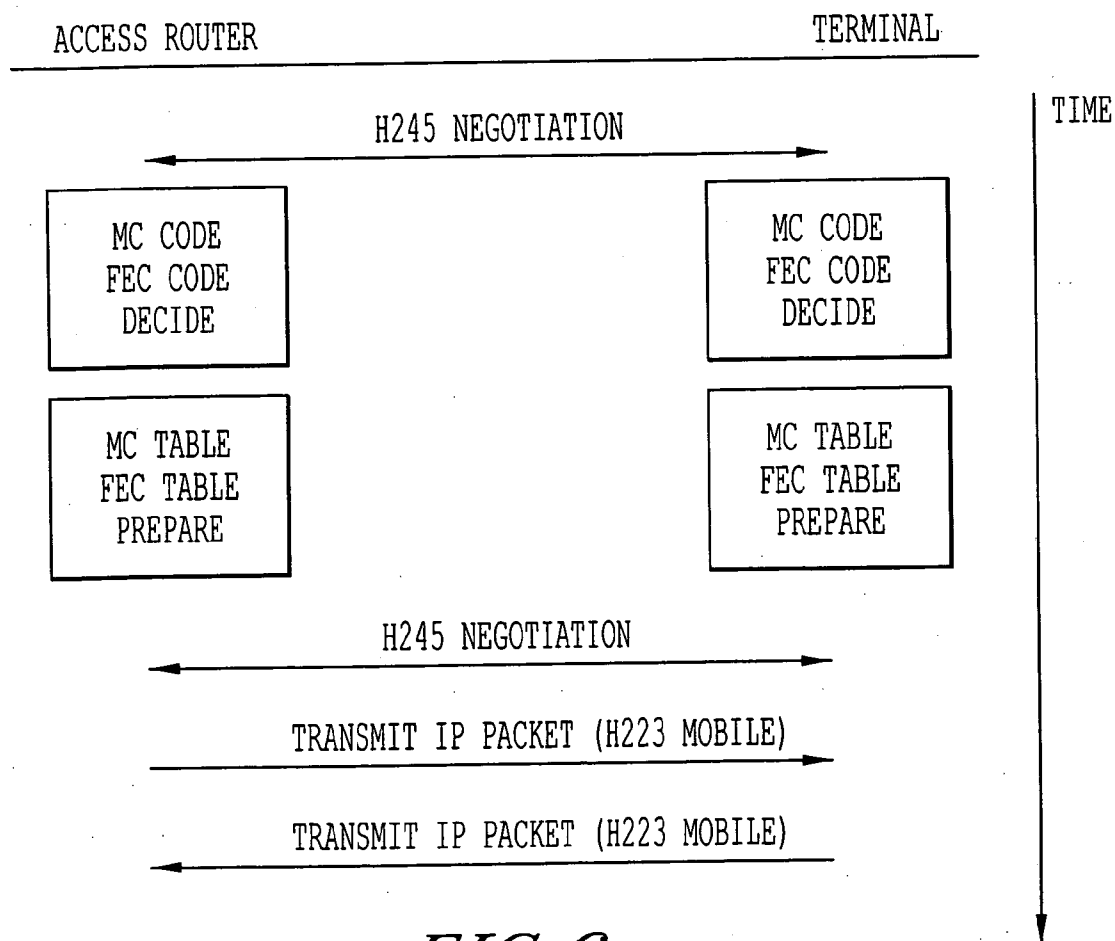 ACCESS ROUTER
TERMINAL
TIME
H245 NEGOTIATION
MC CODE
FEC CODE
DECIDE
MC CODE
FEC CODE
DECIDE
MC TABLE
FEC TABLE
PREPARE
MC TABLE
FEC TABLE
PREPARE
H245 NEGOTIATION
TRANSMIT IP PACKET (H223 MOBILE)
TRANSMIT IP PACKET (H223 MOBILE)